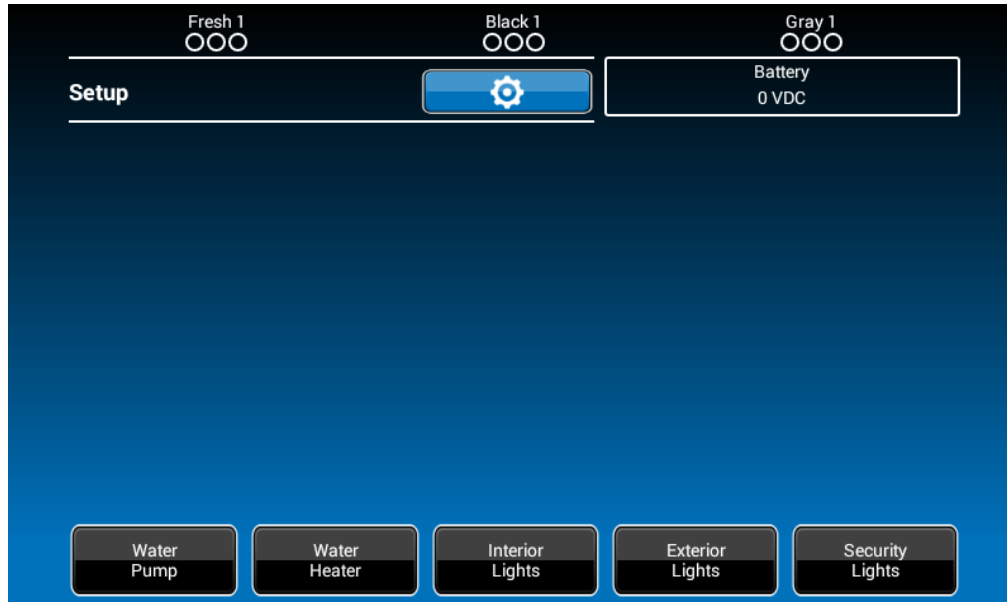 Fresh 1
Black 1
Gray 1
Setup
Battery
0 VDC
Water
Pump
Water
Heater
Interior
Lights
Exterior
Lights
Security
Lights